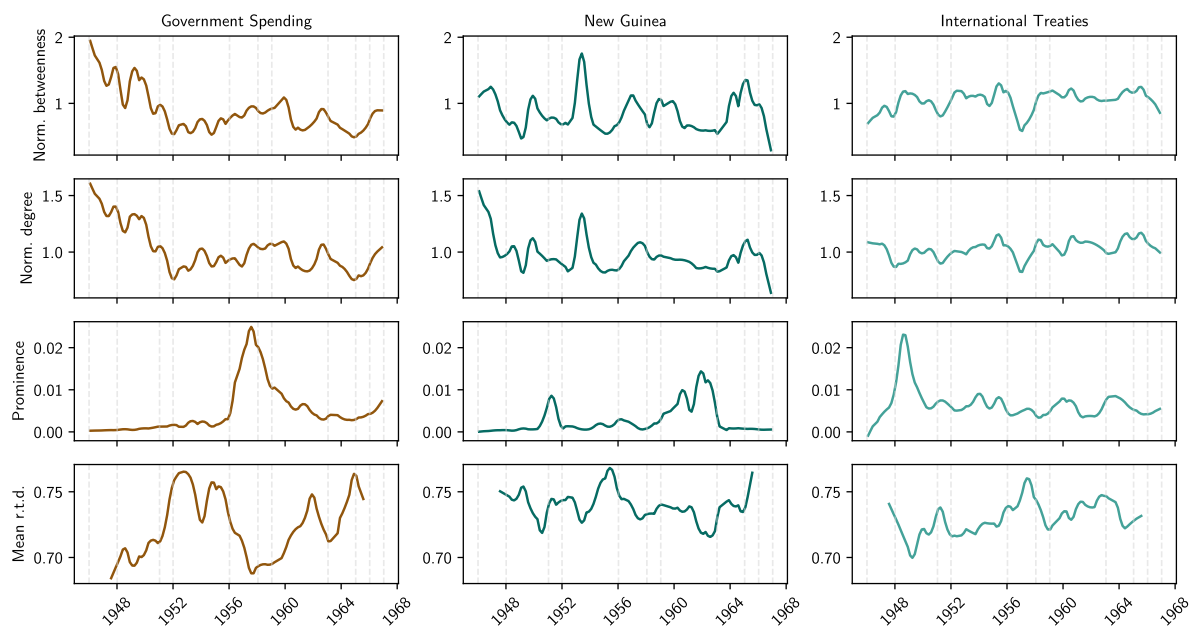 Government Spending
New Guinea
International Treaties
Norm. betweenness
2
1
2
1
2
1
Norm. degree
1.5
1.0
1.5
1.0
1.5
1.0
Prominence
0.02
0.01
0.00
0.02
0.01
0.00
0.02
0.01
0.00
Mean r.t.d.
0.75
0.70
0.75
0.70
0.75
0.70
1948 1952 1956 1960 1964 1968
1948 1952 1956 1960 1964 1968
1948 1952 1956 1960 1964 1968